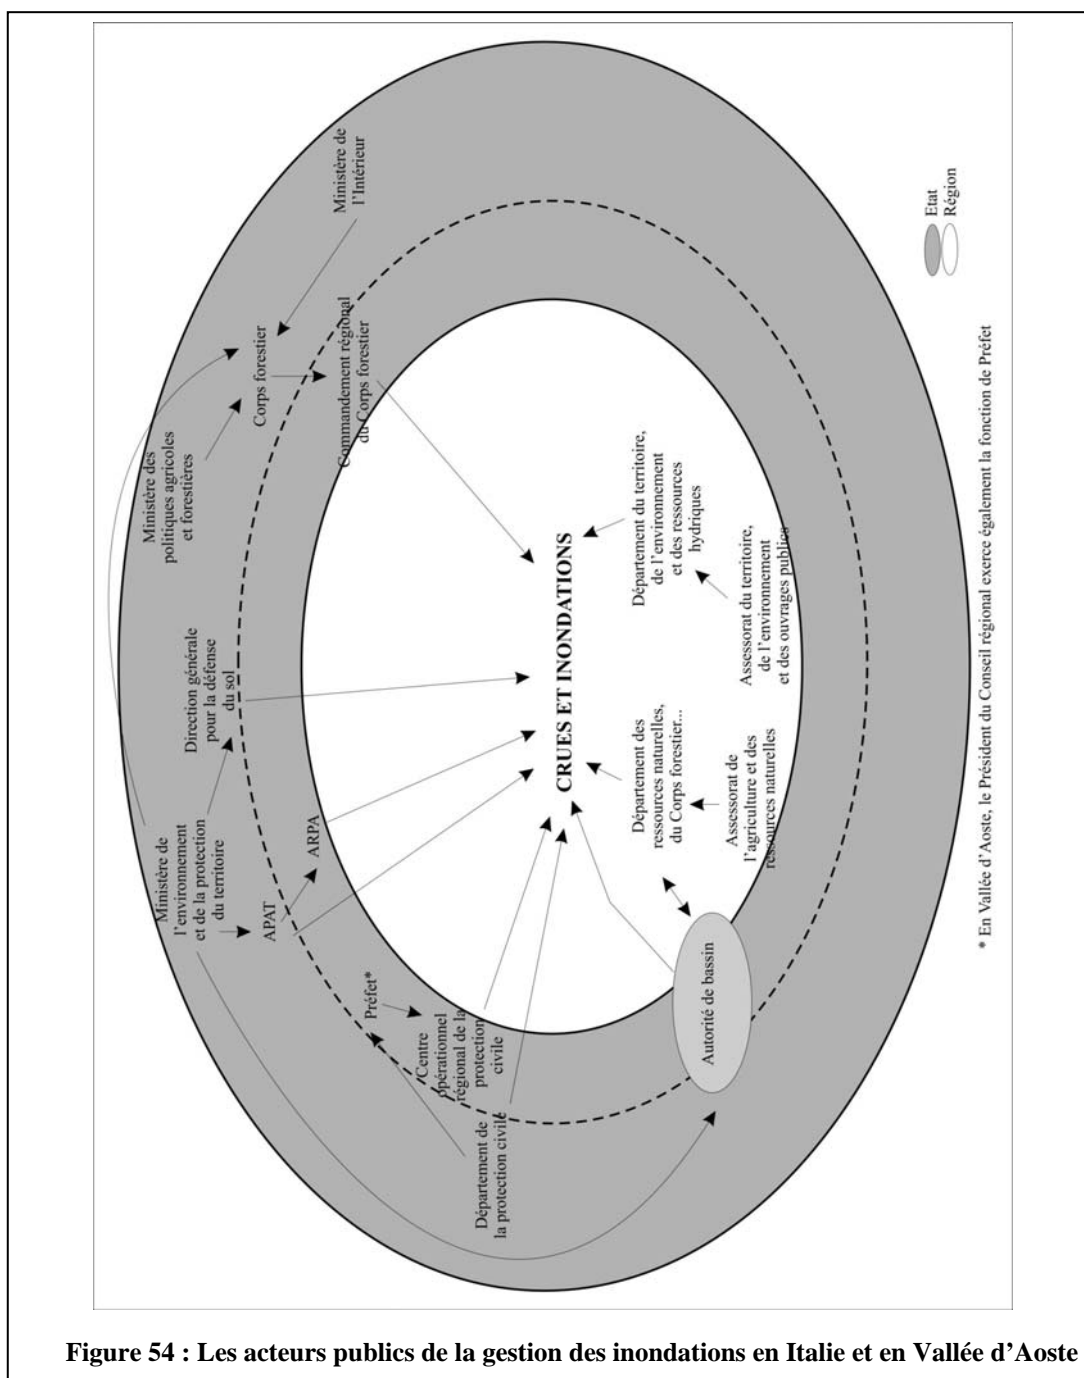 Ministère de
l'Intérieur
Ministère des
politiques agricoles
et forestières
Corps forestier
Commandement régional
du Corps forestier
Direction générale
pour la défense
du sol
Ministère de
l'environnement
et de la protection
du territoire
APAT
ARPA
Préfet*
Centre
opérationnel
régional de la
protection
civile
Département de
la protection civile
CRUES ET INONDATIONS
Département du territoire,
de l'environnement
et des ressources
hydriques
Assessorat du territoire,
de l'environnement
et des ouvrages publics
Département des
ressources naturelles,
du Corps forestier...
Assessorat de
l'agriculture et des
ressources naturelles
Autorité de bassin
Etat
Région
* En Vallée d'Aoste, le Président du Conseil régional exerce également la fonction de Préfet
Figure 54 : Les acteurs publics de la gestion des inondations en Italie et en Vallée d'Aoste